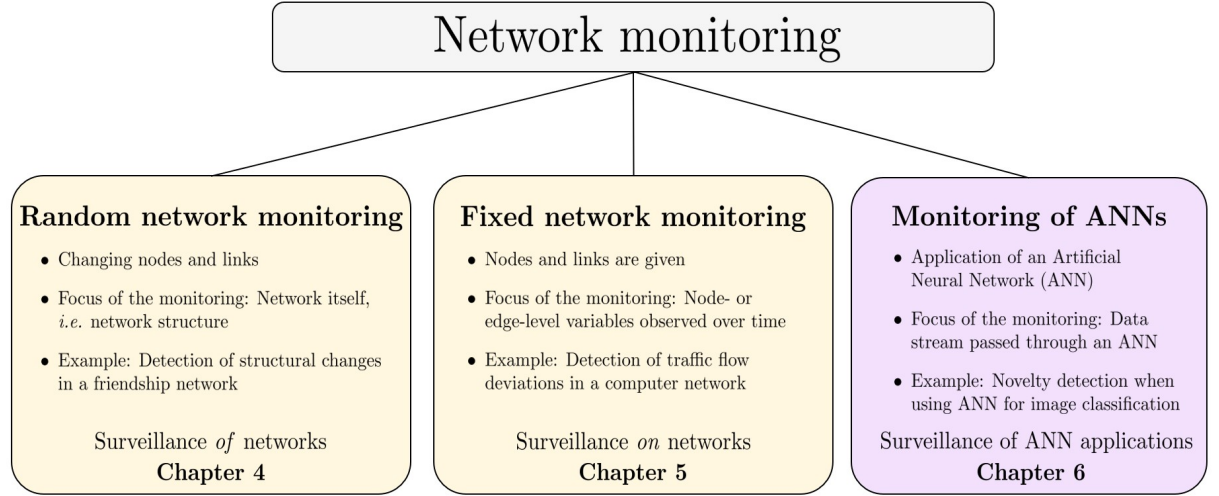 Network monitoring
Random network monitoring
• Changing nodes and links
• Focus of the monitoring: Network itself,
i.e. network structure
• Example: Detection of structural changes
in a friendship network
Surveillance of networks
Chapter 4
Fixed network monitoring
• Nodes and links are given
• Focus of the monitoring: Node- or
edge-level variables observed over time
• Example: Detection of traffic flow
deviations in a computer network
Surveillance on networks
Chapter 5
Monitoring of ANNs
• Application of an Artificial
Neural Network (ANN)
• Focus of the monitoring: Data
stream passed through an ANN
• Example: Novelty detection when
using ANN for image classification
Surveillance of ANN applications
Chapter 6